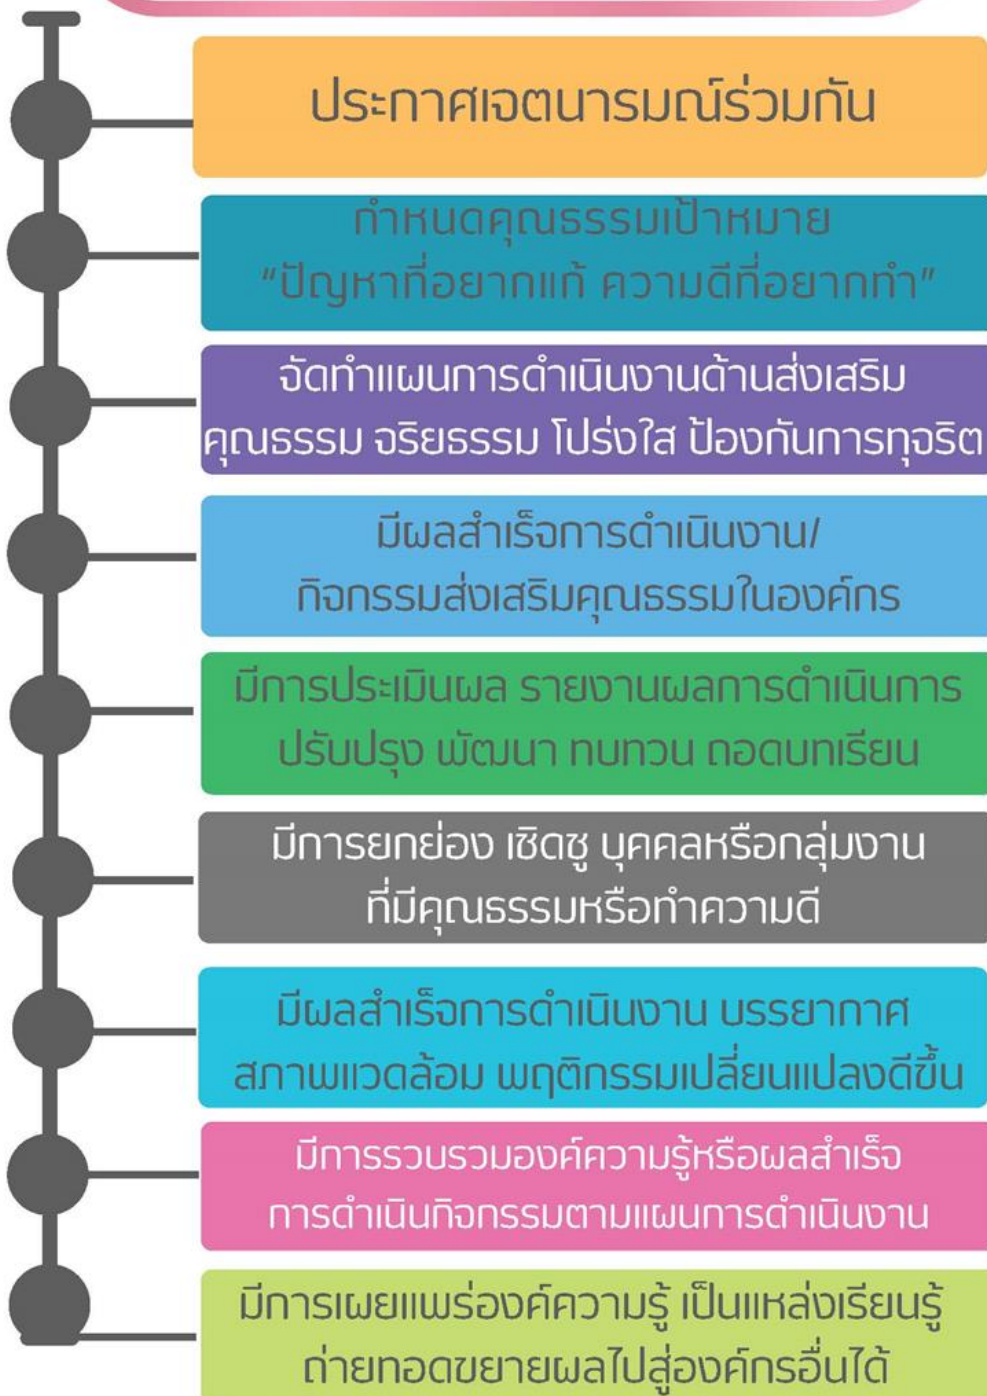 ประกาศเจตนารมณ์ร่วมกัน
กำหนดคุณธรรมเป้าหมาย
“ปัญหาที่อยากแก้ ความดีที่อยากทำ”
จัดทำแผนการดำเนินงานด้านส่งเสริม
คุณธรรม จริยธรรม โปร่งใส ป้องกันการทุจริต
มีผลสำเร็จการดำเนินงาน/
กิจกรรมส่งเสริมคุณธรรมในองค์กร
มีการประเมินผล รายงานผลการดำเนินการ
ปรับปรุง พัฒนา ทบทวน ถอดบทเรียน
มีการยกย่อง เชิดชู บุคคลหรือกลุ่มงาน
ที่มีคุณธรรมหรือทำความดี
มีผลสำเร็จการดำเนินงาน บรรยากาศ
สภาพแวดล้อม พฤติกรรมเปลี่ยนแปลงดีขึ้น
มีการรวบรวมองค์ความรู้หรือผลสำเร็จ
การดำเนินกิจกรรมตามแผนการดำเนินงาน
มีการเผยแพร่องค์ความรู้ เป็นแหล่งเรียนรู้
ถ่ายทอดขยายผลไปสู่องค์กรอื่นได้